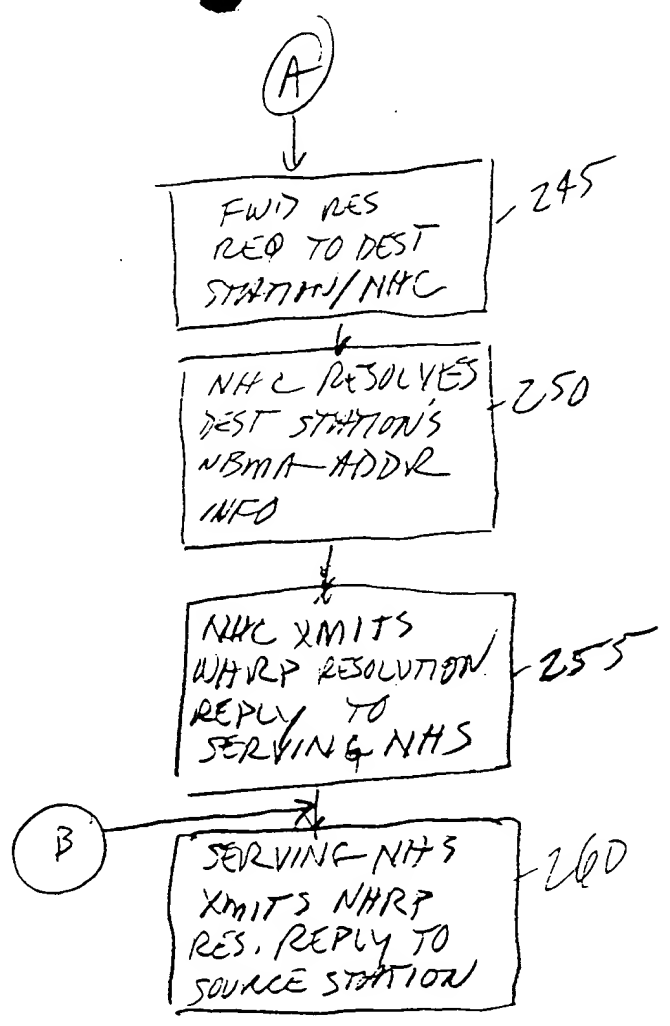 A
FWD RES
REQ TO DEST
STATION/NHC
245
NHC RESOLVES
DEST STATION'S
NBMA ADDR
INFO
250
NHC XMITS
NHRP RESOLUTION
REPLY TO
SERVING NHS
255
B
SERVING NHS
XMITS NHRP
RES. REPLY TO
SOURCE STATION
260